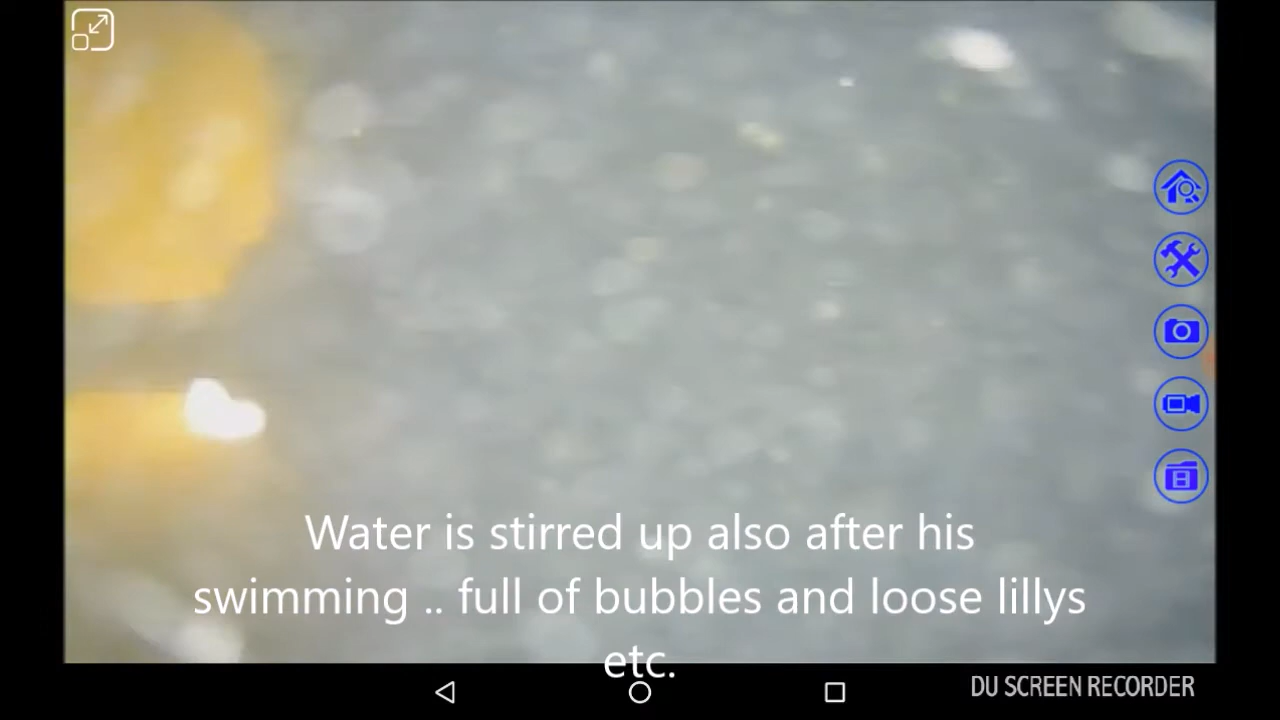 Water is stirred up also after his
swimming .. full of bubbles and loose lillys
etc.
DU SCREEN RECORDER